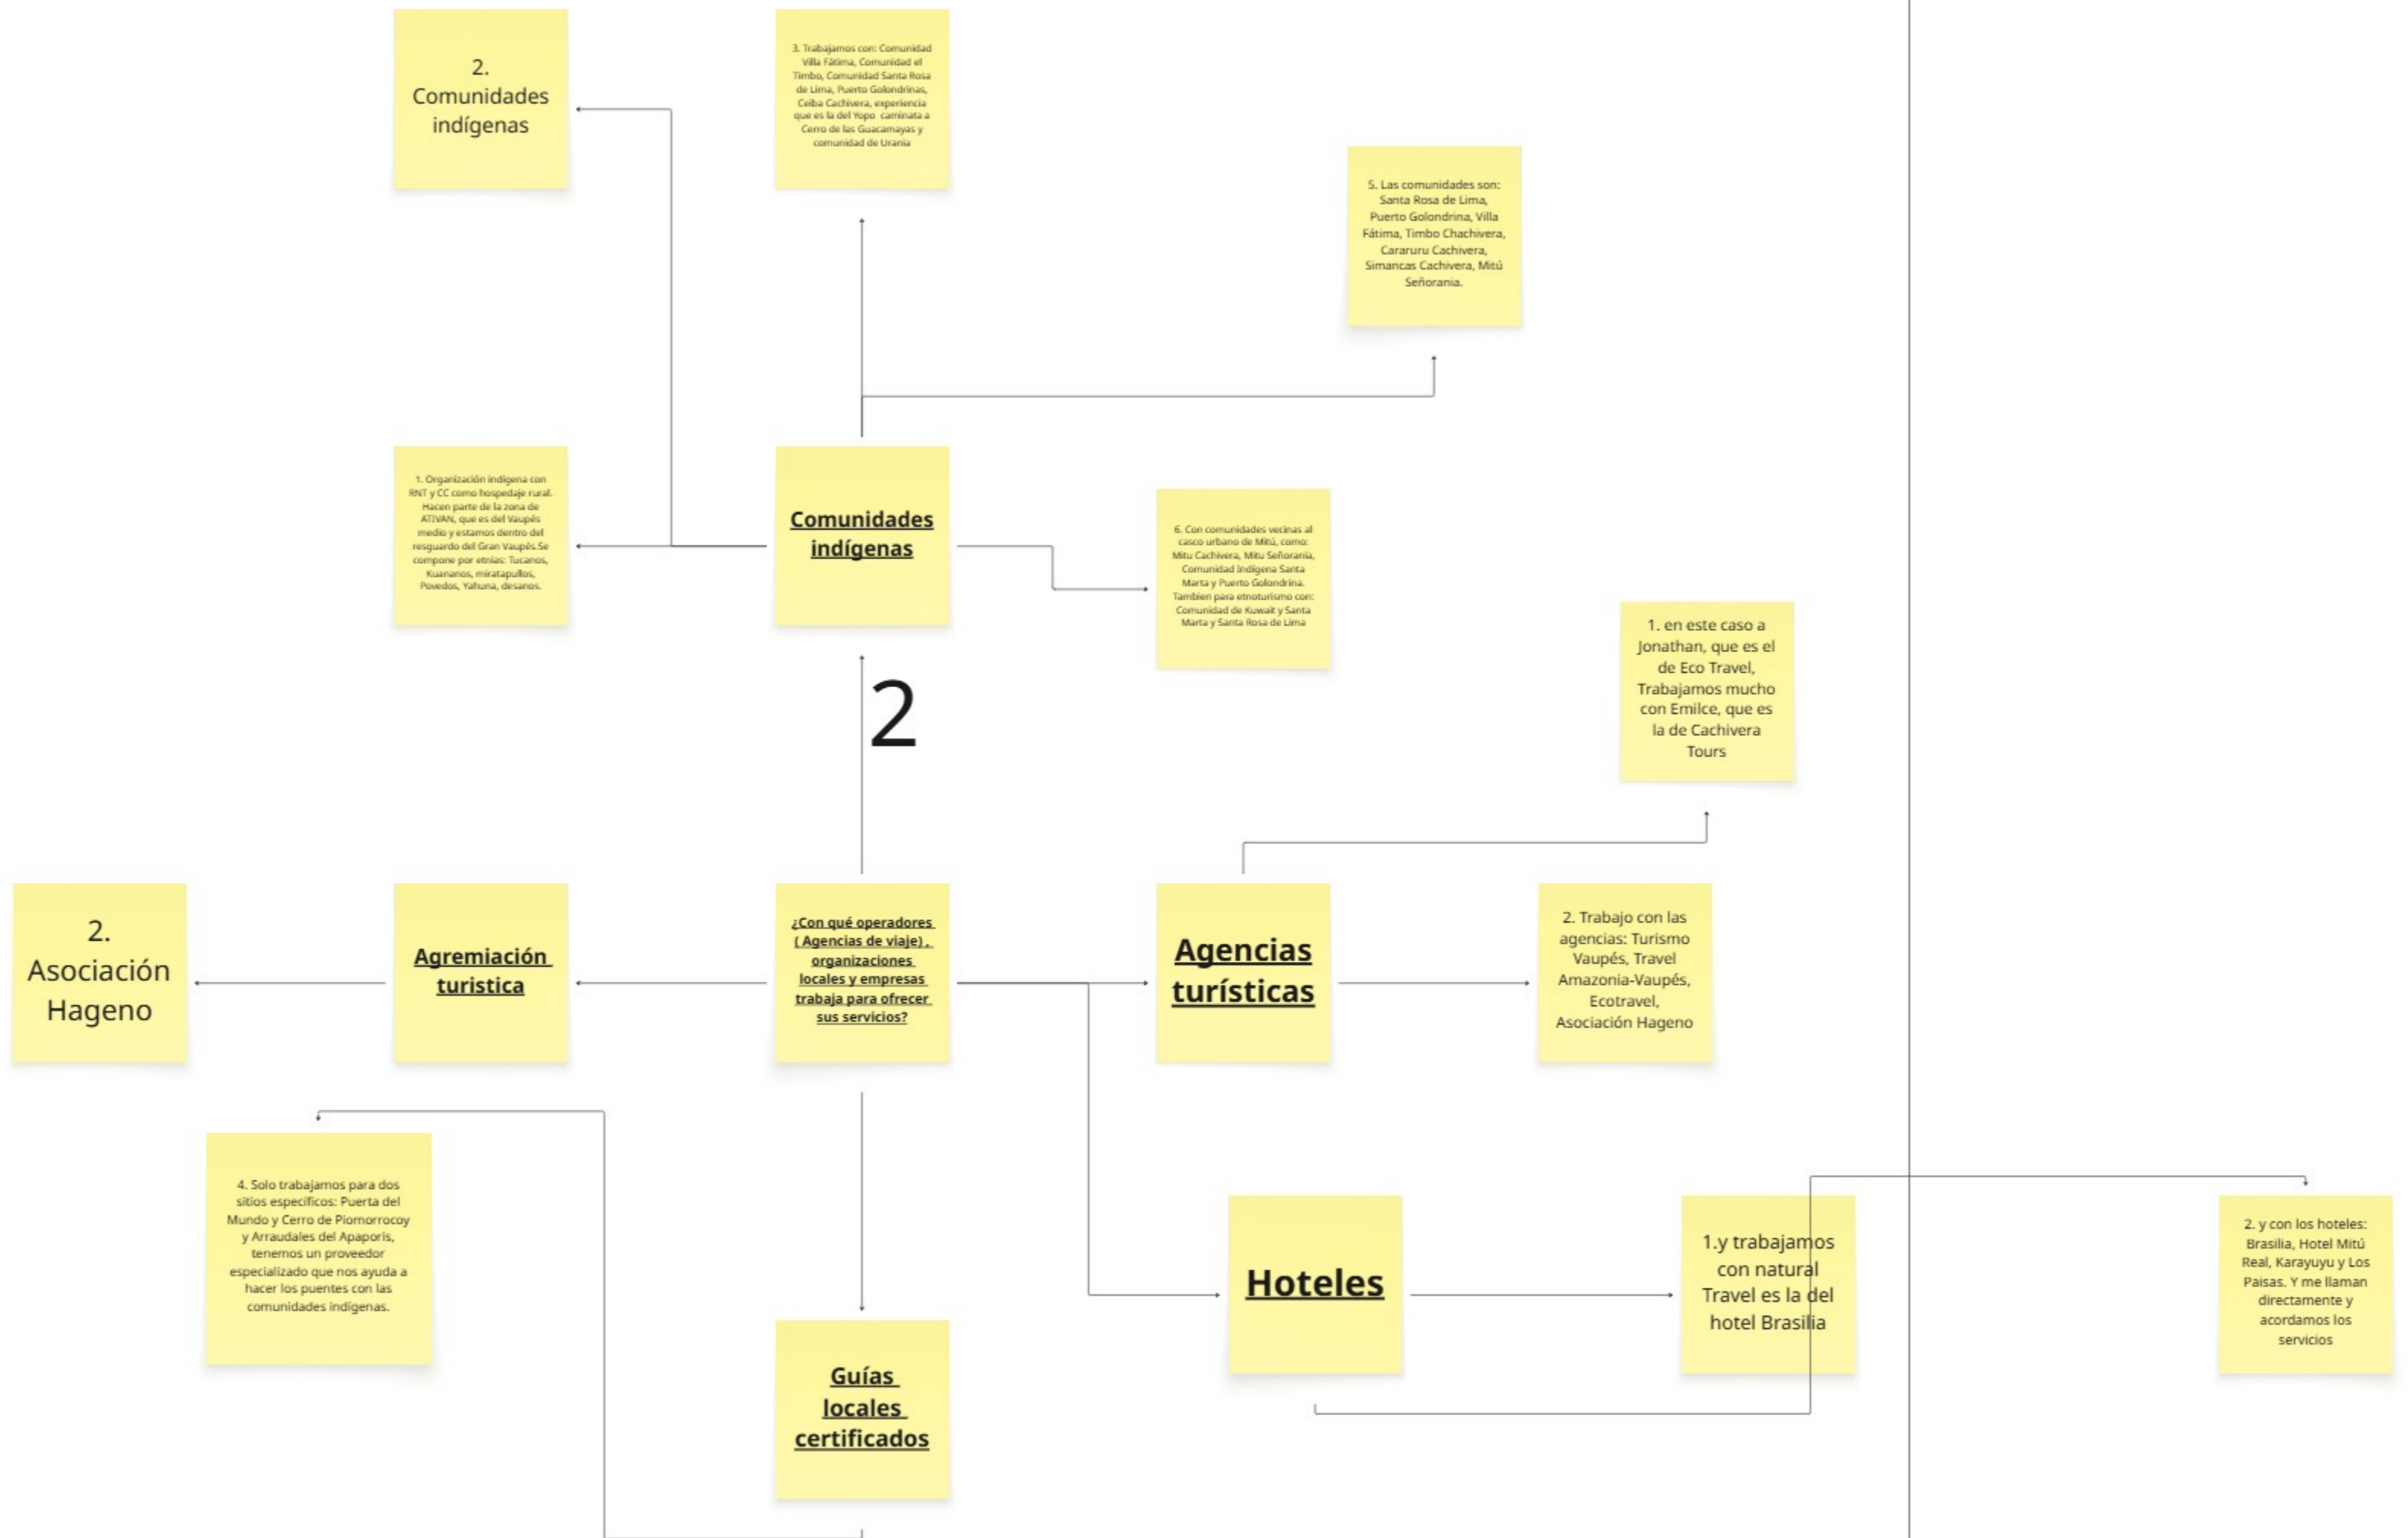 2.
Comunidades
indígenas
3. Trabajamos con: Comunidad
Villa Fátima, Comunidad el
Timbo, Comunidad Santa Rosa
de Lima, Puerto Golondrinas,
Ceiba Cachivera, experiencia
que es la del Yopo caminata a
Cerro de las Guacamayas y
comunidad de Urania
5. Las comunidades son:
Santa Rosa de Lima,
Puerto Golondrina, Villa
Fátima, Timbo Chachivera,
Cararuru Cachivera,
Simancas Cachivera, Mitú
Señorania.
1. Organización indígena con
RNT y CC como hospedaje rural.
Hacen parte de la zona de
ATIVAN, que es del Vaupés
medio y estamos dentro del
resguardo del Gran Vaupés.Se
compone por etnias: Tucanos,
Kuananos, miratapullos,
Povedos, Yahuna, desanos.
Comunidades
indígenas
6. Con comunidades vecinas al
casco urbano de Mitú, como:
Mitu Cachivera, Mitu Señorania,
Comunidad Indígena Santa
Marta y Puerto Golondrina.
Tambien para etnoturismo con:
Comunidad de Kuwait y Santa
Marta y Santa Rosa de Lima
2
1. en este caso a
Jonathan, que es el
de Eco Travel,
Trabajamos mucho
con Emilce, que es
la de Cachivera
Tours
2.
Asociación
Hageno
Agremiación
turistica
¿Con qué operadores
( Agencias de viaje) ,
organizaciones
locales y empresas
trabaja para ofrecer
sus servicios?
Agencias
turísticas
2. Trabajo con las
agencias: Turismo
Vaupés, Travel
Amazonia-Vaupés,
Ecotravel,
Asociación Hageno
4. Solo trabajamos para dos
sitios específicos: Puerta del
Mundo y Cerro de Piomorrocoy
y Arraudales del Apaporis,
tenemos un proveedor
especializado que nos ayuda a
hacer los puentes con las
comunidades indígenas.
Hoteles
1.y trabajamos
con natural
Travel es la del
hotel Brasilia
2. y con los hoteles:
Brasilia, Hotel Mitú
Real, Karayuyu y Los
Paisas. Y me llaman
directamente y
acordamos los
servicios
Guías
locales
certificados